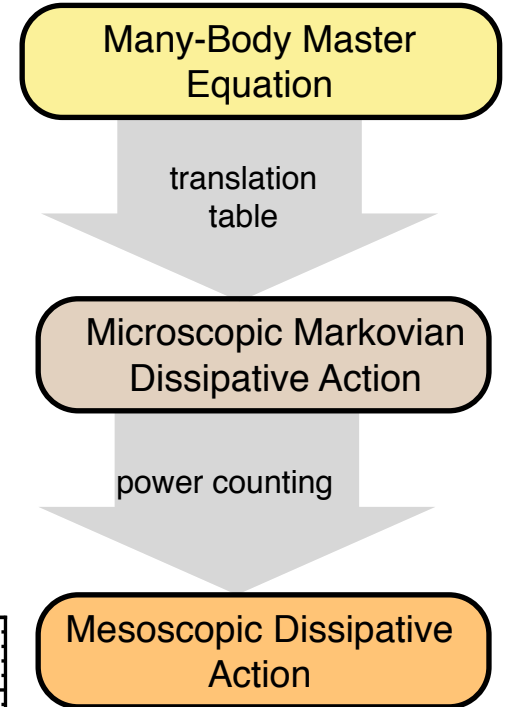 Many-Body Master
Equation
translation
table
Microscopic Markovian
Dissipative Action
power counting
Mesoscopic Dissipative
Action